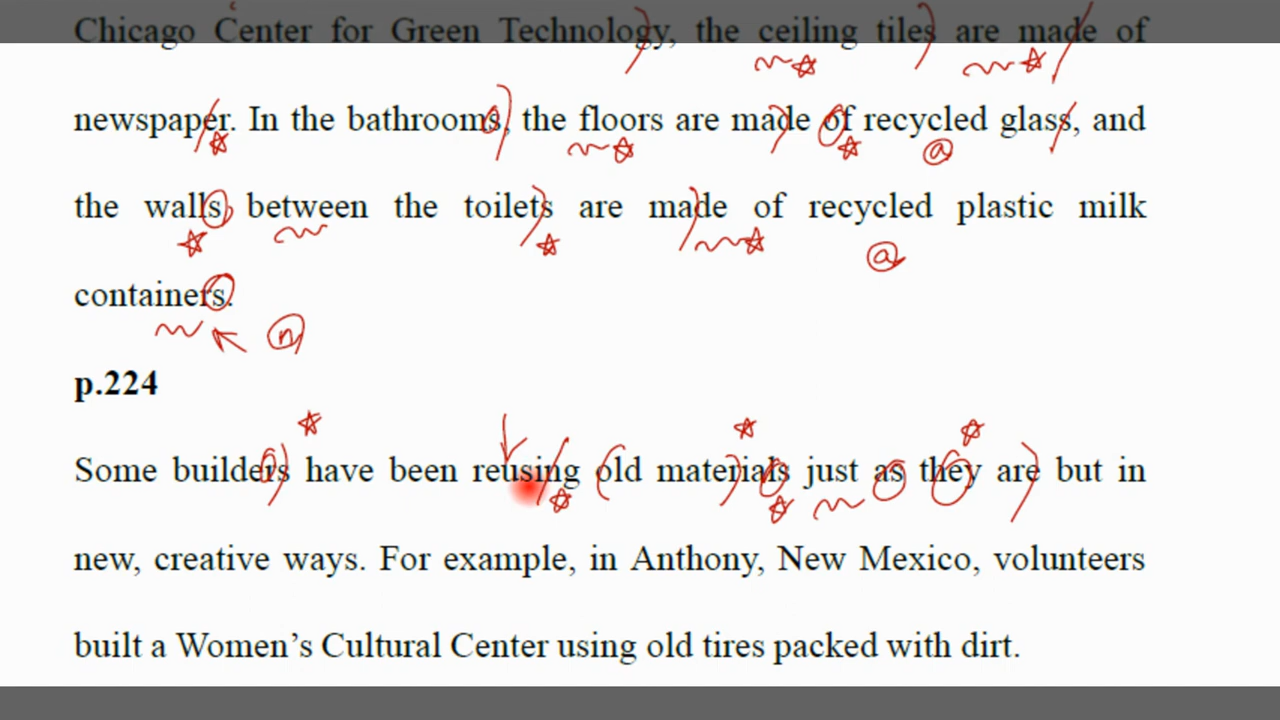 Chicago Center for Green Technology, the ceiling tiles are made of
newspaper. In the bathrooms, the floors are made of recycled glass, and
the walls between the toilets are made of recycled plastic milk
containers.
p.224
Some builders have been reusing old materials just as they are but in
new, creative ways. For example, in Anthony, New Mexico, volunteers
built a Women’s Cultural Center using old tires packed with dirt.